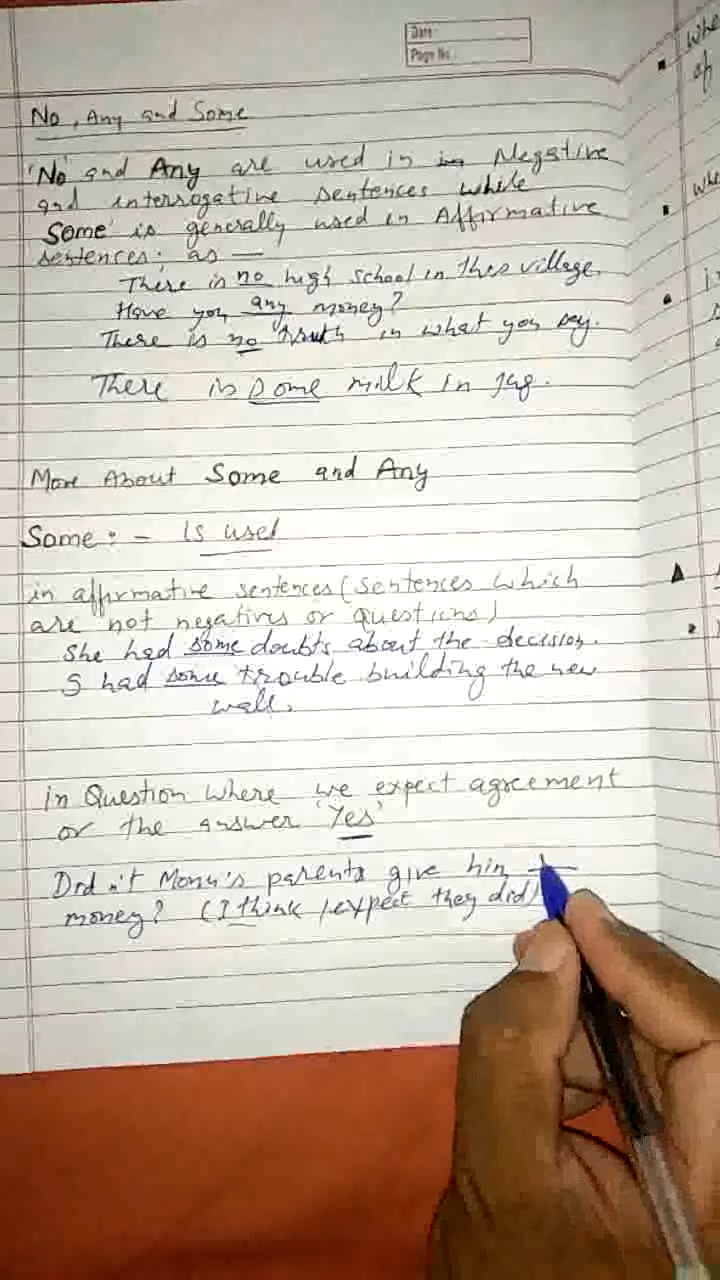 Date
Page No
No, Any and Some
'No' and Any are used in Negative
and interrogative sentences while
Some is generally used in Affirmative
sentences; as —
There is no high school in this village.
Have you any money?
There is no truth in what you say.
There is some milk in jug.
More About Some and Any
Some :- is used
in affirmative sentences (sentences which
are not negatives or questions)
She had some doubts about the decision.
I had some trouble building the new
wall.
in Question where we expect agreement
or the answer 'Yes'
Didn't Monu's parents give him —
money? (I think / expect they did)
Whe
of
Whe